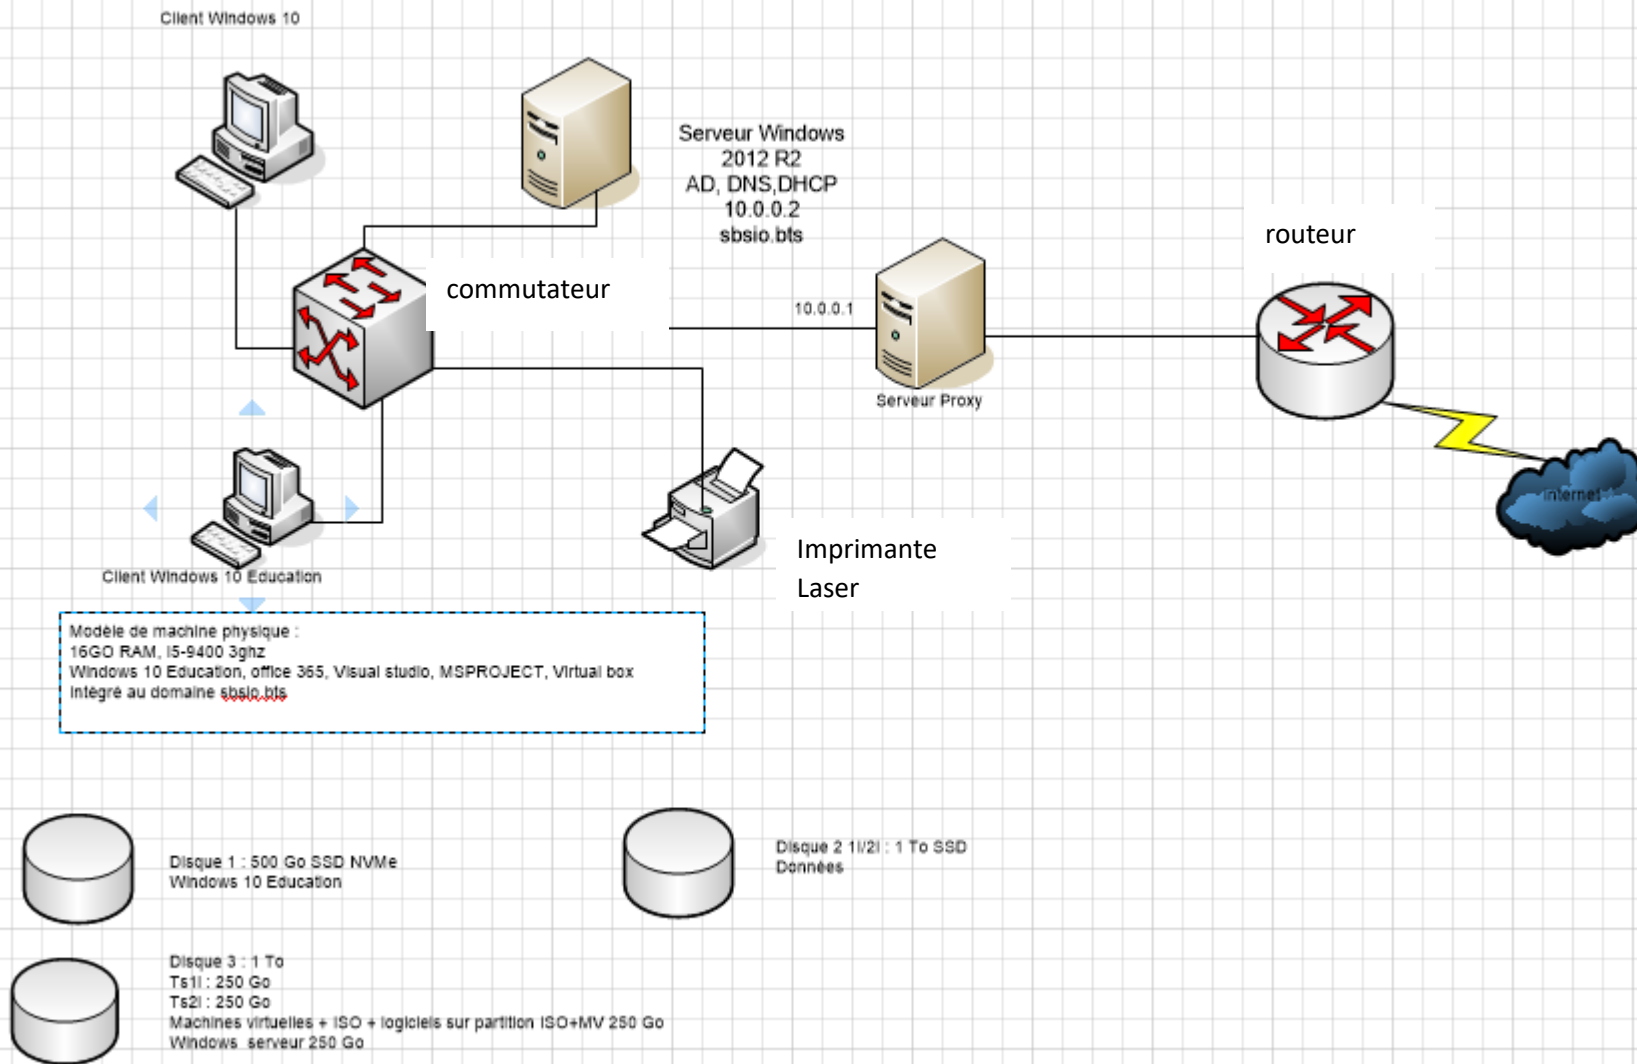 Client Windows 10
Serveur Windows
2012 R2
AD, DNS,DHCP
10.0.0.2
sbsio.bts
routeur
commutateur
10.0.0.1
Serveur Proxy
internet
Imprimante
Laser
Client Windows 10 Education
Modèle de machine physique :
16GO RAM, I5-9400 3ghz
Windows 10 Education, office 365, Visual studio, MSPROJECT, Virtual box
Intégré au domaine sbsio.bts
Disque 1 : 500 Go SSD NVMe
Windows 10 Education
Disque 2 1I/2I : 1 To SSD
Données
Disque 3 : 1 To
Ts1I : 250 Go
Ts2I : 250 Go
Machines virtuelles + ISO + logiciels sur partition ISO+MV 250 Go
Windows serveur 250 Go